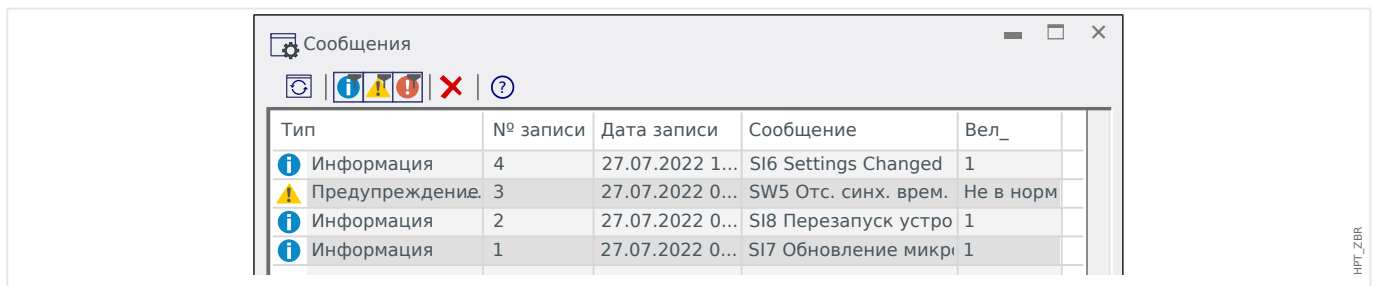 Сообщения
Тип № записи Дата записи Сообщение Вел_
Информация 4 27.07.2022 1... SI6 Settings Changed 1
Предупреждение... 3 27.07.2022 0... SW5 Отс. синх. врем. Не в норм
Информация 2 27.07.2022 0... SI8 Перезапуск устро 1
Информация 1 27.07.2022 0... SI7 Обновление микро 1
HPT_ZBR